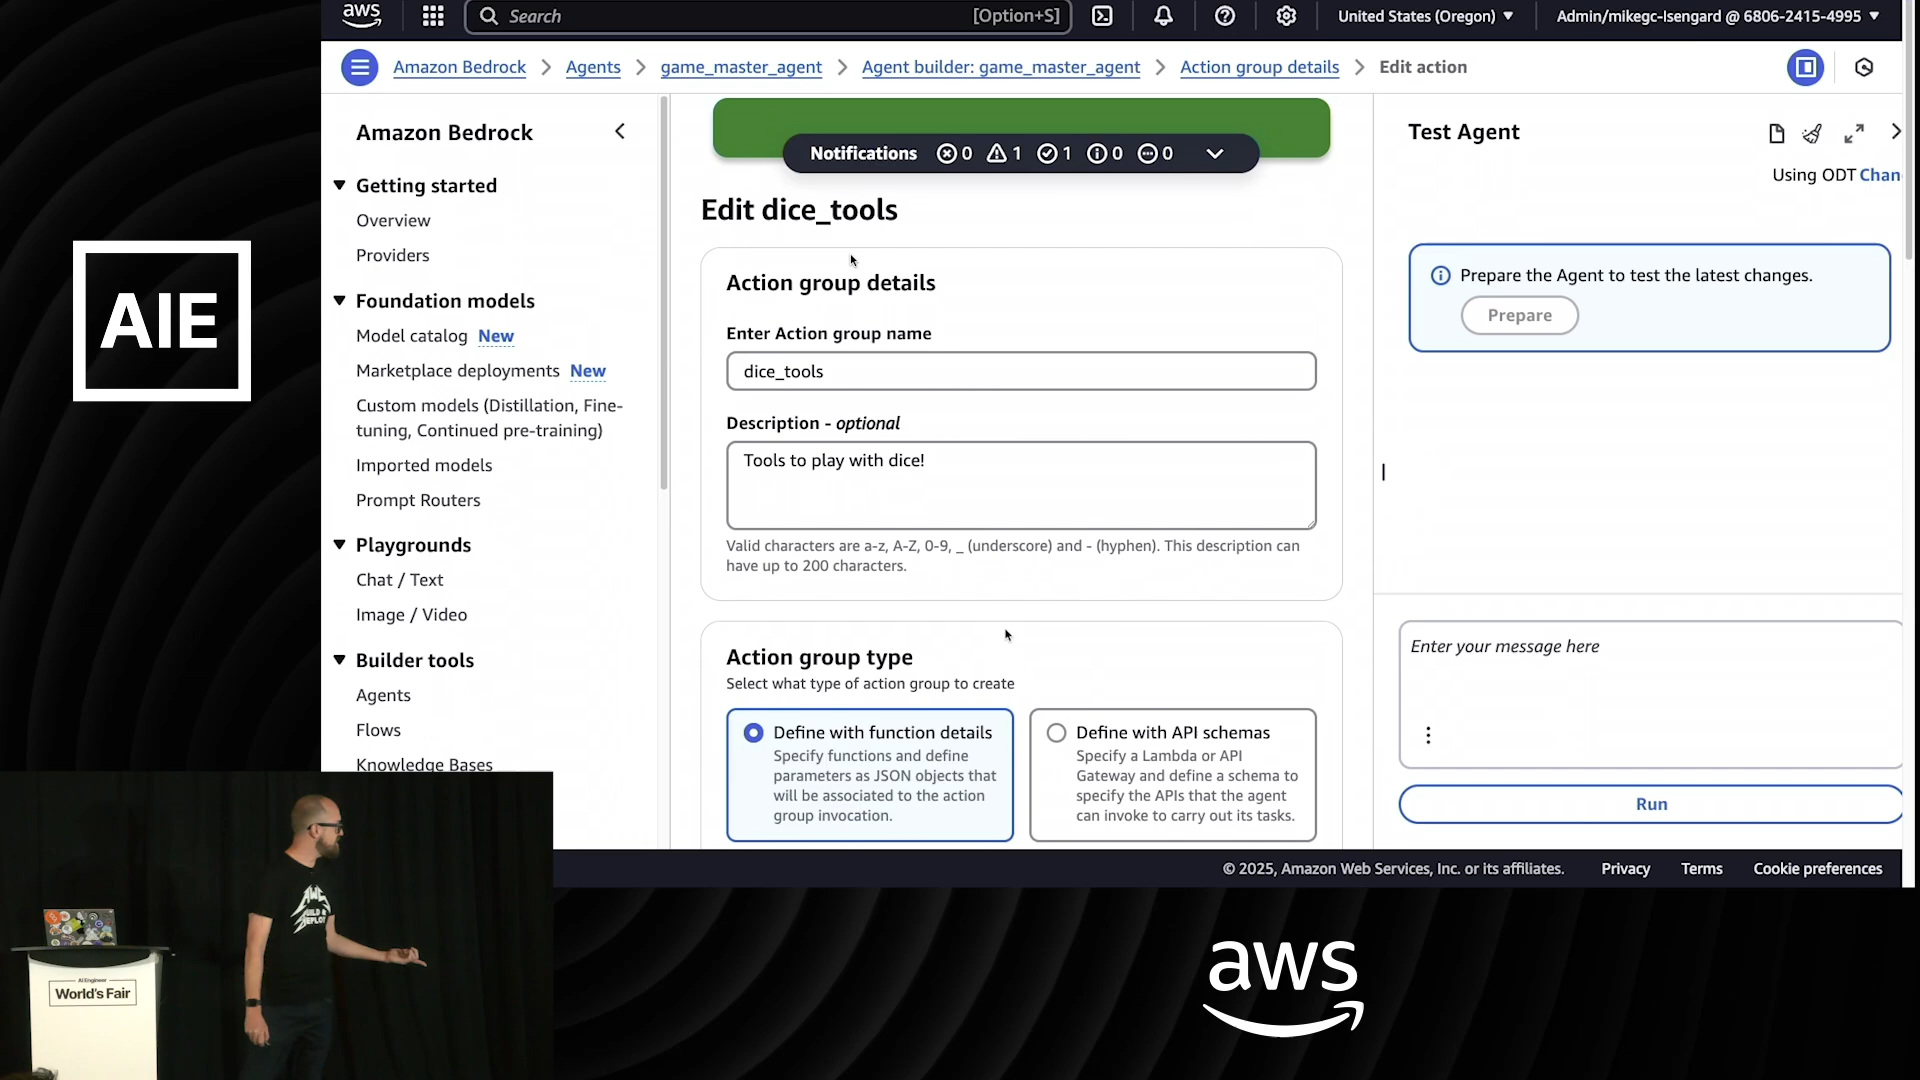 aws
Search
[Option+S]
United States (Oregon)
Admin/mikegc-Isengard @ 6806-2415-4995
Amazon Bedrock
Agents
game_master_agent
Agent builder: game_master_agent
Action group details
Edit action
Amazon Bedrock
Getting started
Overview
Providers
Foundation models
Model catalog New
Marketplace deployments New
Custom models (Distillation, Fine-
tuning, Continued pre-training)
Imported models
Prompt Routers
Playgrounds
Chat / Text
Image / Video
Builder tools
Agents
Flows
Knowledge Bases
Notifications 0 1 1 0 0
Edit dice_tools
Action group details
Enter Action group name
dice_tools
Description - optional
Tools to play with dice!
Valid characters are a-z, A-Z, 0-9, _ (underscore) and - (hyphen). This description can
have up to 200 characters.
Action group type
Select what type of action group to create
Define with function details
Specify functions and define
parameters as JSON objects that
will be associated to the action
group invocation.
Define with API schemas
Specify a Lambda or API
Gateway and define a schema to
specify the APIs that the agent
can invoke to carry out its tasks.
Test Agent
Using ODT Chan
Prepare the Agent to test the latest changes.
Prepare
Enter your message here
Run
© 2025, Amazon Web Services, Inc. or its affiliates.
Privacy
Terms
Cookie preferences
AIE
AI Engineer
World's Fair
AWS
BUILD &
DEPLOY
aws